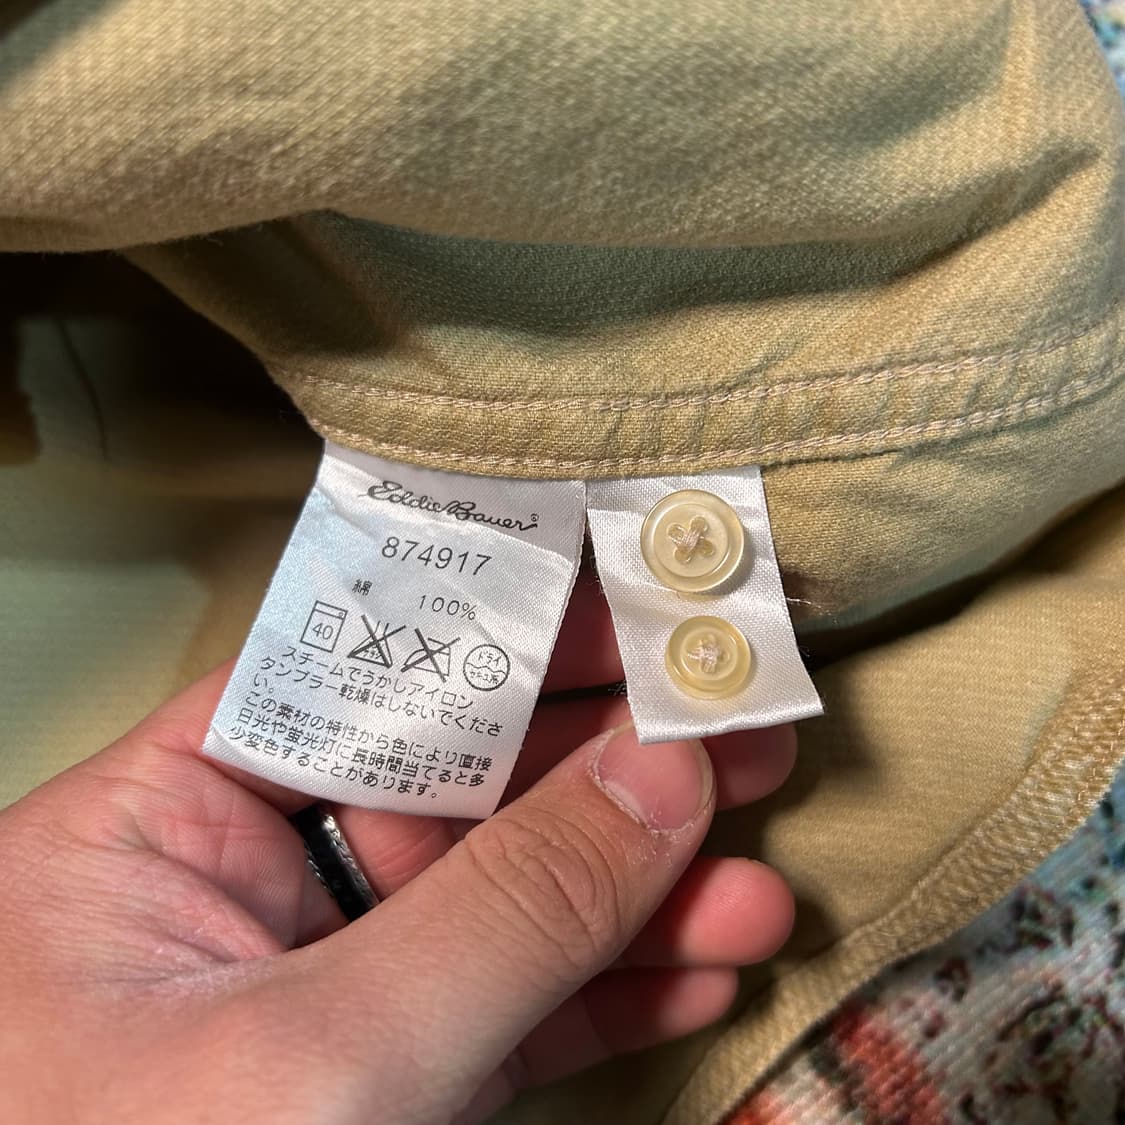 Eddie Bauer®
874917
綿 100%
40 ドライ
セキユ系
スチームでうかしアイロン
タンブラー乾燥はしないでくださ
い。
この素材の特性から色により直接
日光や蛍光灯に長時間当てると多
少変色することがあります。